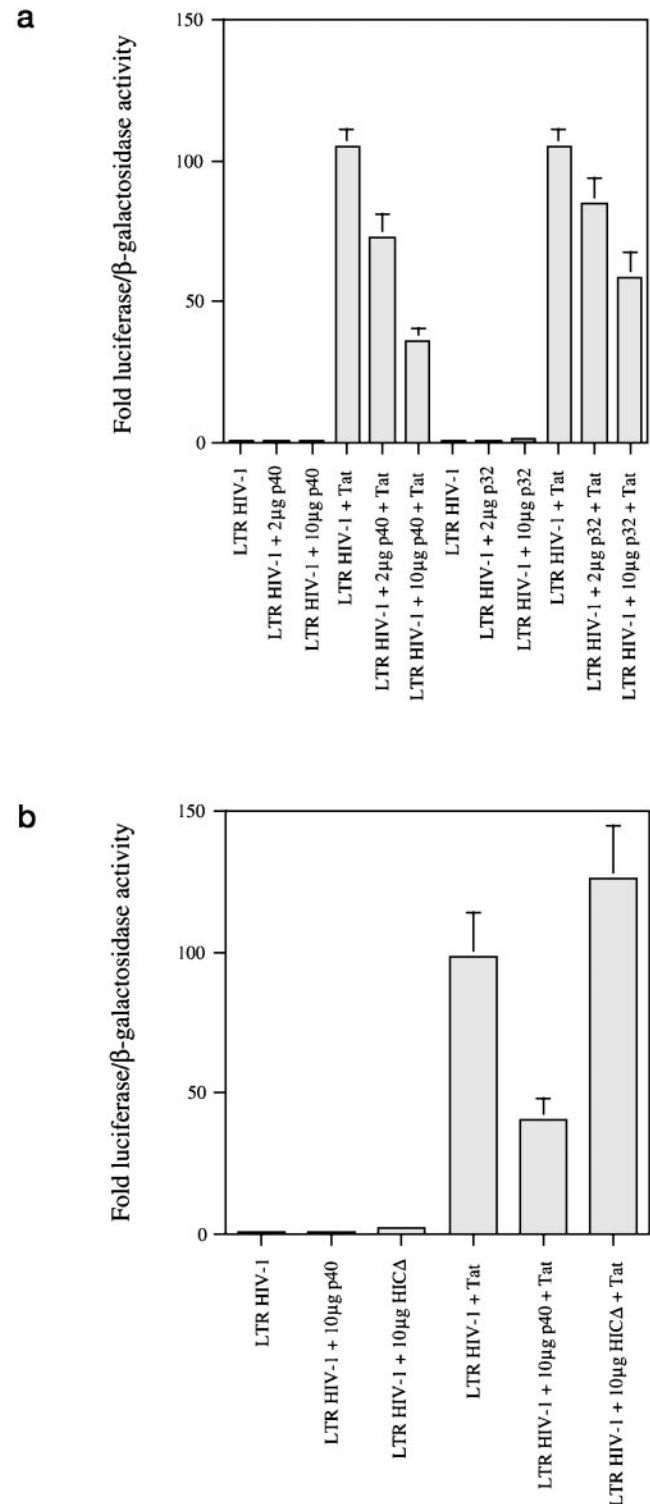 a
Fold luciferase/β-galactosidase activity
150
100
50
0
LTR HIV-1
LTR HIV-1 + 2μg p40
LTR HIV-1 + 10μg p40
LTR HIV-1 + Tat
LTR HIV-1 + 2μg p40 + Tat
LTR HIV-1 + 10μg p40 + Tat
LTR HIV-1
LTR HIV-1 + 2μg p32
LTR HIV-1 + 10μg p32
LTR HIV-1 + Tat
LTR HIV-1 + 2μg p32 + Tat
LTR HIV-1 + 10μg p32 + Tat
b
Fold luciferase/β-galactosidase activity
150
100
50
0
LTR HIV-1
LTR HIV-1 + 10μg p40
LTR HIV-1 + 10μg HICΔ
LTR HIV-1 + Tat
LTR HIV-1 + 10μg p40 + Tat
LTR HIV-1 + 10μg HICΔ + Tat